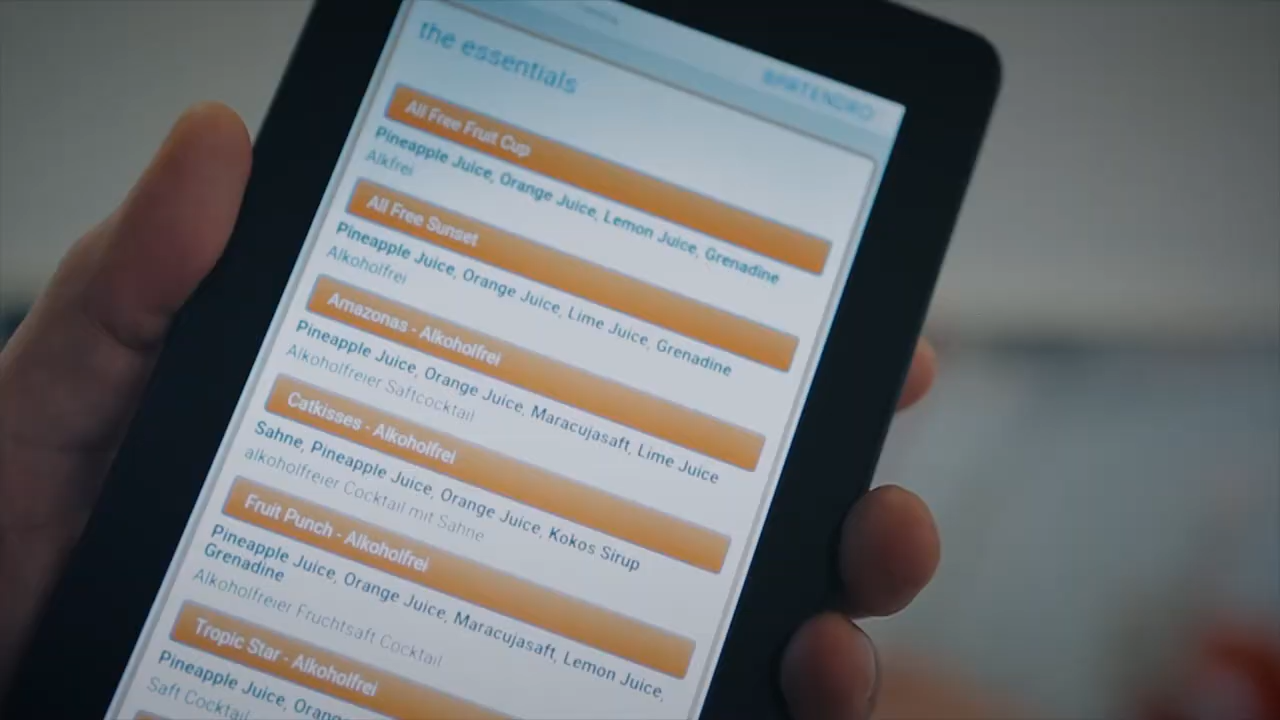 BARTENDRO
the essentials
All Free Fruit Cup
Pineapple Juice, Orange Juice, Lemon Juice, Grenadine
Alkfrei
All Free Sunset
Pineapple Juice, Orange Juice, Lime Juice, Grenadine
Alkoholfrei
Amazonas - Alkoholfrei
Pineapple Juice, Orange Juice, Maracujasaft, Lime Juice
Alkoholfreier Saftcocktail
Catkisses - Alkoholfrei
Sahne, Pineapple Juice, Orange Juice, Kokos Sirup
alkoholfreier Cocktail mit Sahne
Fruit Punch - Alkoholfrei
Pineapple Juice, Orange Juice, Maracujasaft, Lemon Juice,
Grenadine
Alkoholfreier Fruchtsaft Cocktail
Tropic Star - Alkoholfrei
Pineapple Juice, Orang
Saft Cocktail